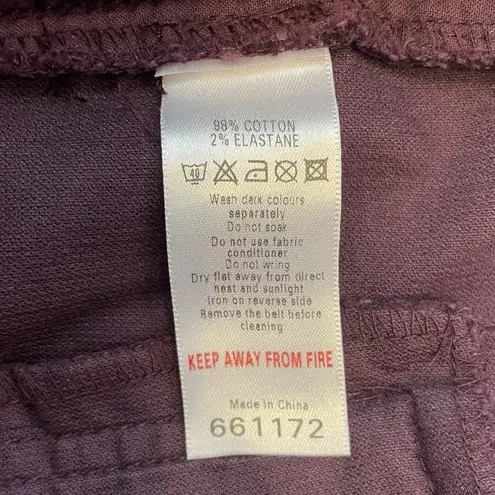 98% COTTON
2% ELASTANE
40
Wash dark colours
separately
Do not soak
Do not use fabric
conditioner
Do not wring
Dry flat away from direct
heat and sunlight
Iron on reverse side
Remove the belt before
cleaning
KEEP AWAY FROM FIRE
Made in China
661172